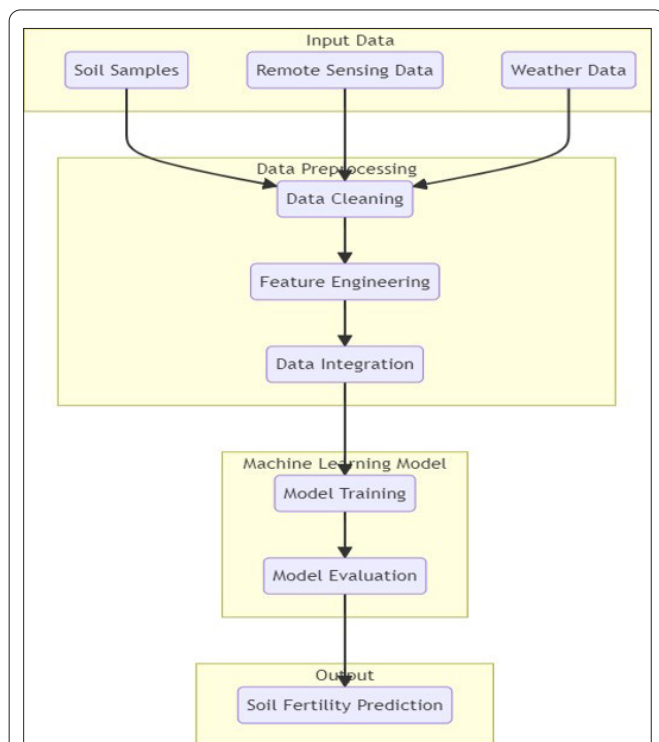 Input Data
Soil Samples
Remote Sensing Data
Weather Data
Data Preprocessing
Data Cleaning
Feature Engineering
Data Integration
Machine Learning Model
Model Training
Model Evaluation
Output
Soil Fertility Prediction